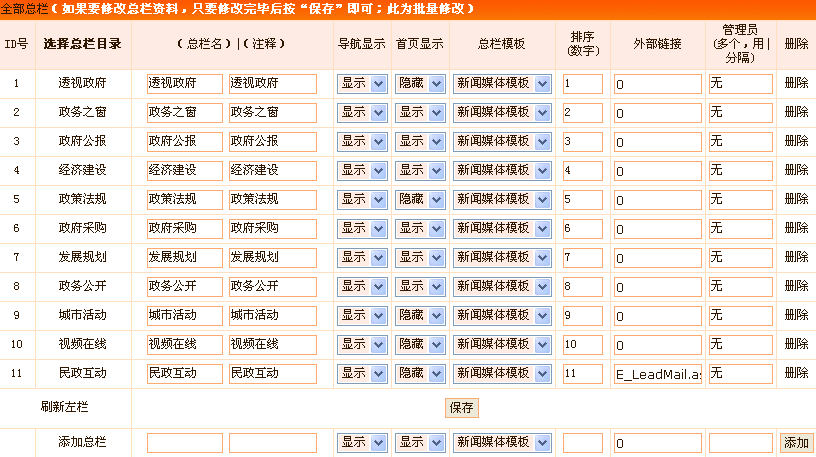 全部总栏（如果要修改总栏资料，只要修改完毕后按“保存”即可；此为批量修改）
ID号 选择总栏目录 （总栏名）|（注释） 导航显示 首页显示 总栏模板 排序(数字) 外部链接 管理员(多个，用|分隔) 删除
1 透视政府 透视政府 透视政府 显示 隐藏 新闻媒体模板 1 0 无 删除
2 政务之窗 政务之窗 政务之窗 显示 显示 新闻媒体模板 2 0 无 删除
3 政府公报 政府公报 政府公报 显示 显示 新闻媒体模板 3 0 无 删除
4 经济建设 经济建设 经济建设 显示 显示 新闻媒体模板 4 0 无 删除
5 政策法规 政策法规 政策法规 显示 隐藏 新闻媒体模板 5 0 无 删除
6 政府采购 政府采购 政府采购 显示 显示 新闻媒体模板 6 0 无 删除
7 发展规划 发展规划 发展规划 显示 显示 新闻媒体模板 7 0 无 删除
8 政务公开 政务公开 政务公开 显示 显示 新闻媒体模板 8 0 无 删除
9 城市活动 城市活动 城市活动 显示 隐藏 新闻媒体模板 9 0 无 删除
10 视频在线 视频在线 视频在线 显示 隐藏 新闻媒体模板 10 0 无 删除
11 民政互动 民政互动 民政互动 显示 隐藏 新闻媒体模板 11 E_LeadMail.as 无 删除
刷新左栏 保存
添加总栏 显示 显示 新闻媒体模板 0 添加